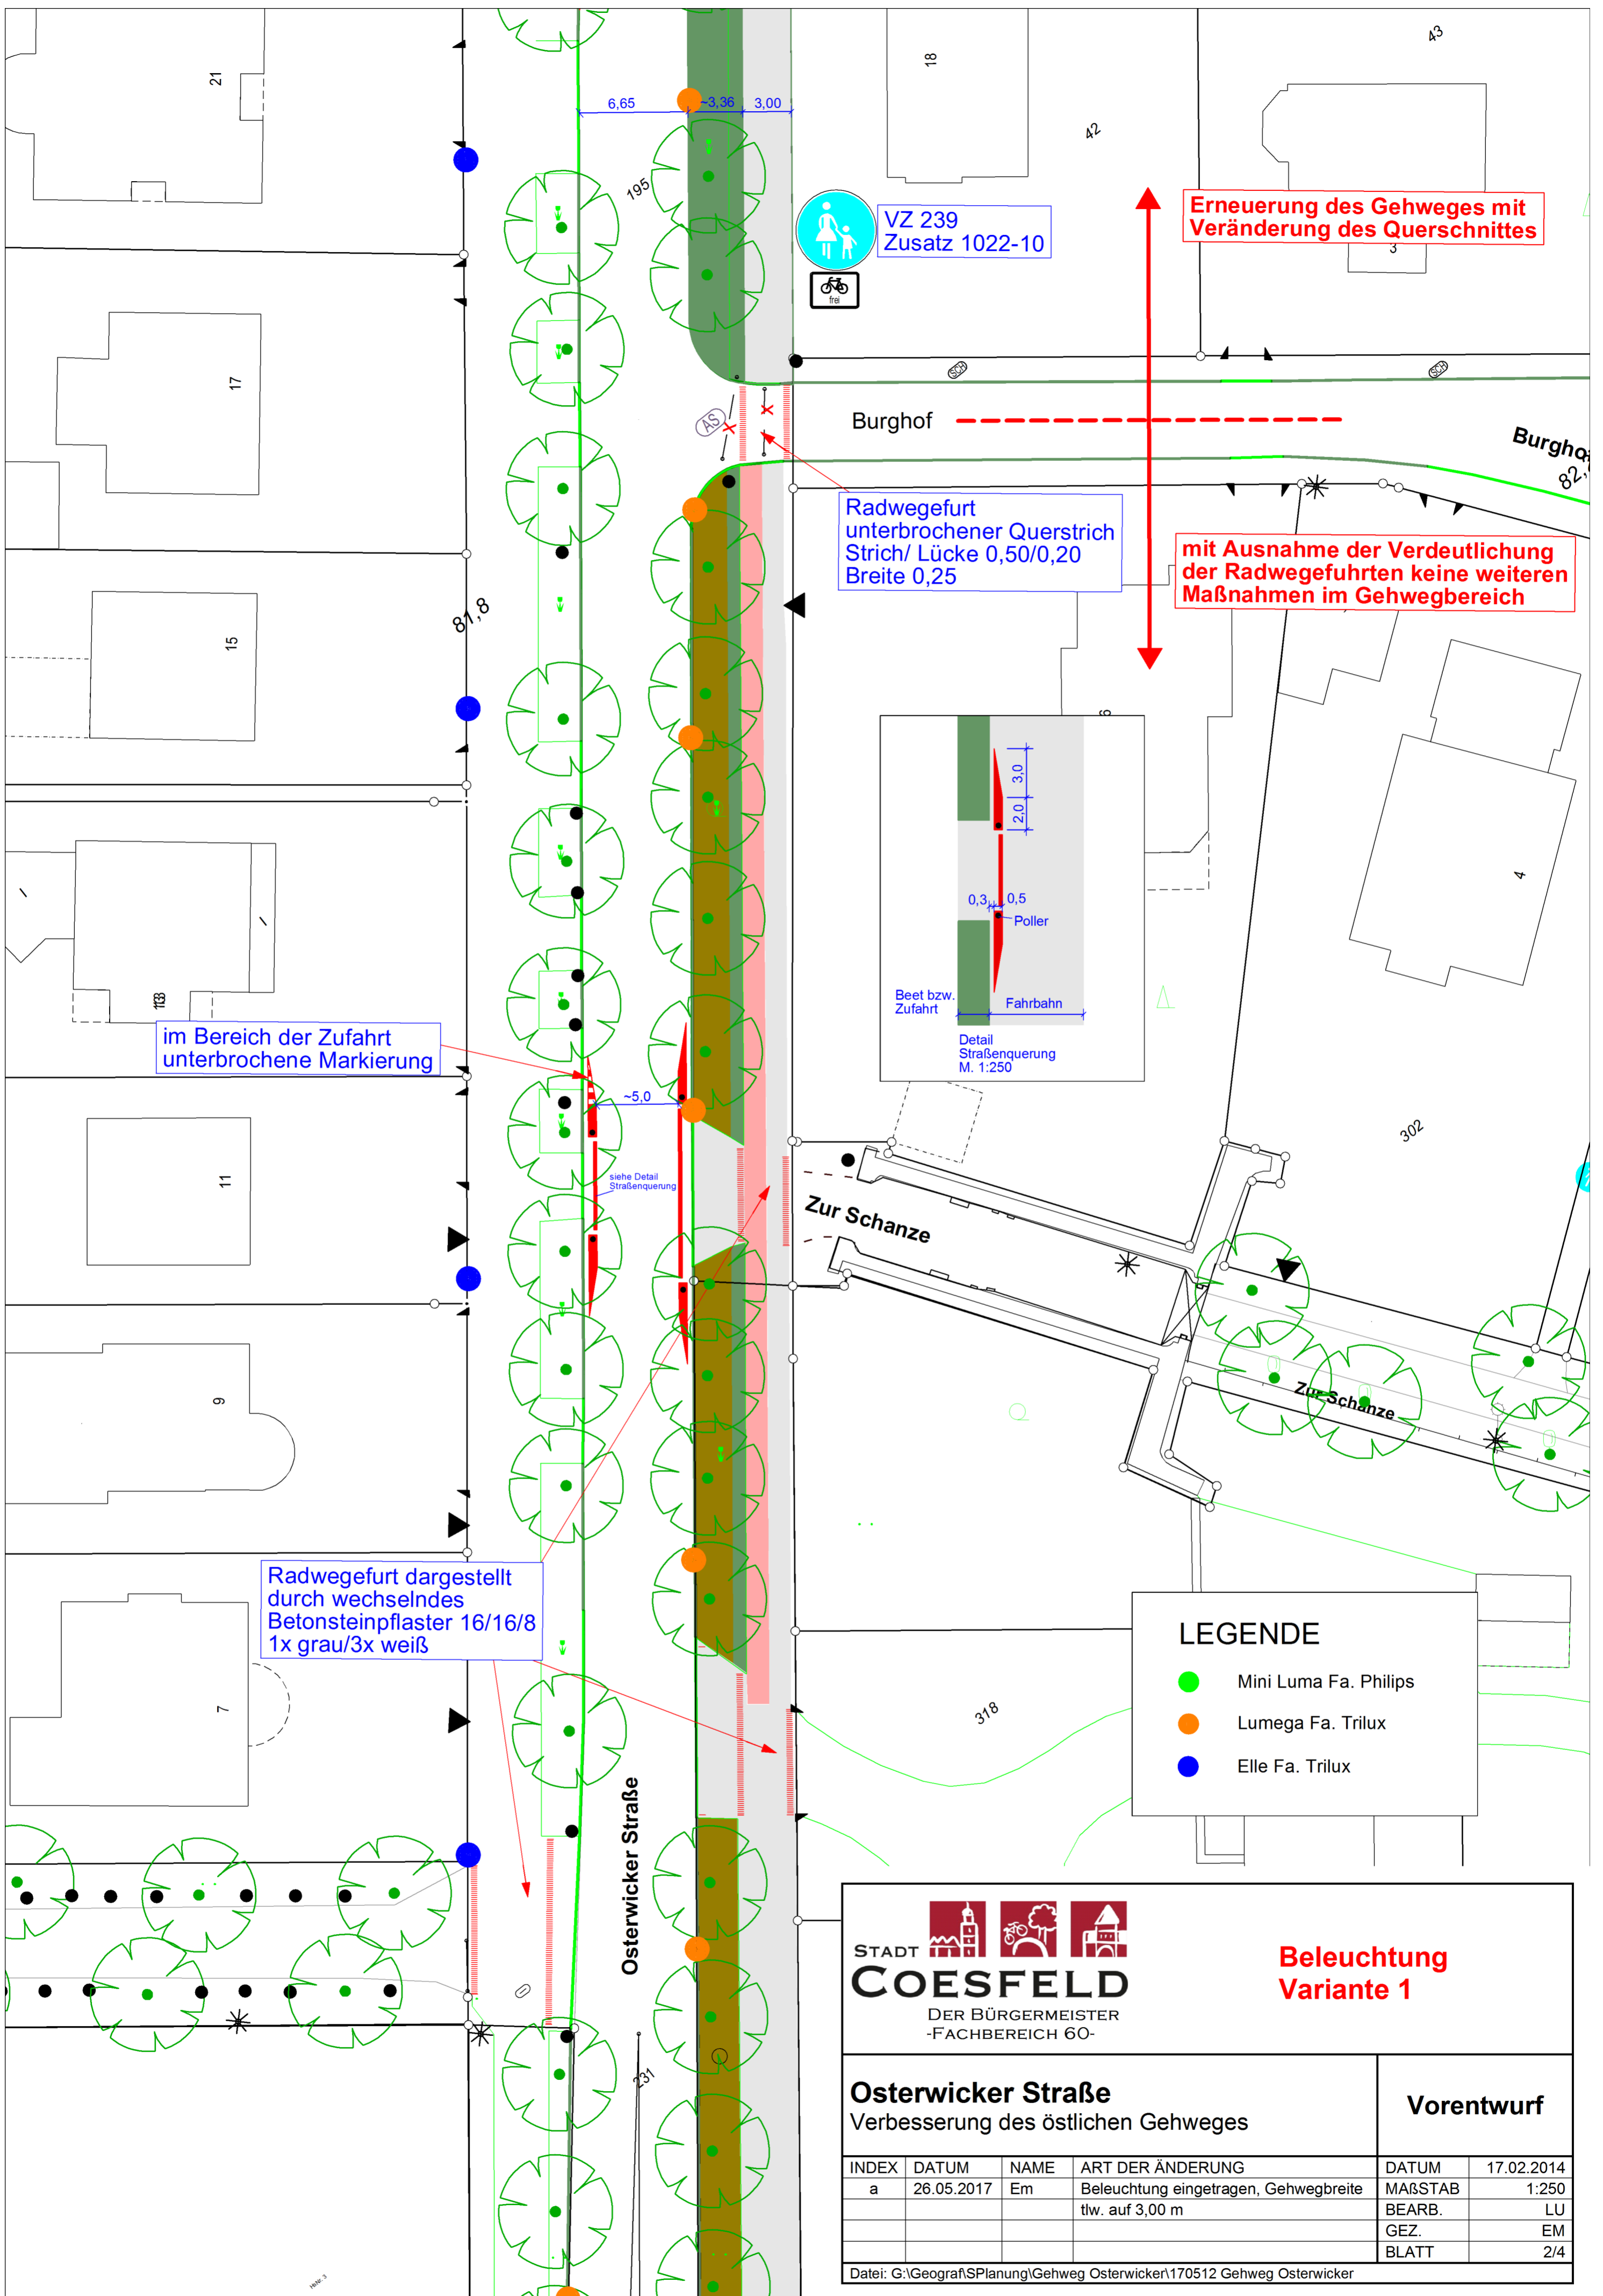 21
18
43
6,65
~3,36
3,00
42
195
VZ 239
Zusatz 1022-10
frei
Erneuerung des Gehweges mit
Veränderung des Querschnittes
3
17
SCH
SCH
AS
Burghof
Burghof
82,
Radwegefurt
unterbrochener Querstrich
Strich/ Lücke 0,50/0,20
Breite 0,25
mit Ausnahme der Verdeutlichung
der Radwegefuhrten keine weiteren
Maßnahmen im Gehwegbereich
81,8
15
6
3,0
2,0
0,3
0,5
Poller
Beet bzw.
Zufahrt
Fahrbahn
Detail
Straßenquerung
M. 1:250
4
13
im Bereich der Zufahrt
unterbrochene Markierung
~5,0
siehe Detail
Straßenquerung
11
302
Zur Schanze
Zur Schanze
9
Radwegefurt dargestellt
durch wechselndes
Betonsteinpflaster 16/16/8
1x grau/3x weiß
7
318
LEGENDE
Mini Luma Fa. Philips
Lumega Fa. Trilux
Elle Fa. Trilux
Osterwicker Straße
231
HsNr. 3
STADT
COESFELD
DER BÜRGERMEISTER
-FACHBEREICH 60-
Beleuchtung
Variante 1
Osterwicker Straße
Verbesserung des östlichen Gehweges
Vorentwurf
INDEX DATUM NAME ART DER ÄNDERUNG
a 26.05.2017 Em Beleuchtung eingetragen, Gehwegbreite
tlw. auf 3,00 m
DATUM 17.02.2014
MAßSTAB 1:250
BEARB. LU
GEZ. EM
BLATT 2/4
Datei: G:\Geograf\SPlanung\Gehweg Osterwicker\170512 Gehweg Osterwicker